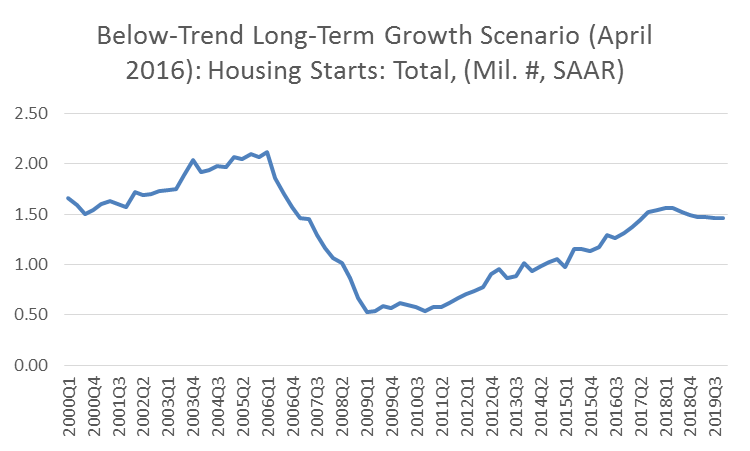 Below-Trend Long-Term Growth Scenario (April
2016): Housing Starts: Total, (Mil. #, SAAR)
2.50
2.00
1.50
1.00
0.50
0.00
2000Q1
2000Q4
2001Q3
2002Q2
2003Q1
2003Q4
2004Q3
2005Q2
2006Q1
2006Q4
2007Q3
2008Q2
2009Q1
2009Q4
2010Q3
2011Q2
2012Q1
2012Q4
2013Q3
2014Q2
2015Q1
2015Q4
2016Q3
2017Q2
2018Q1
2018Q4
2019Q3